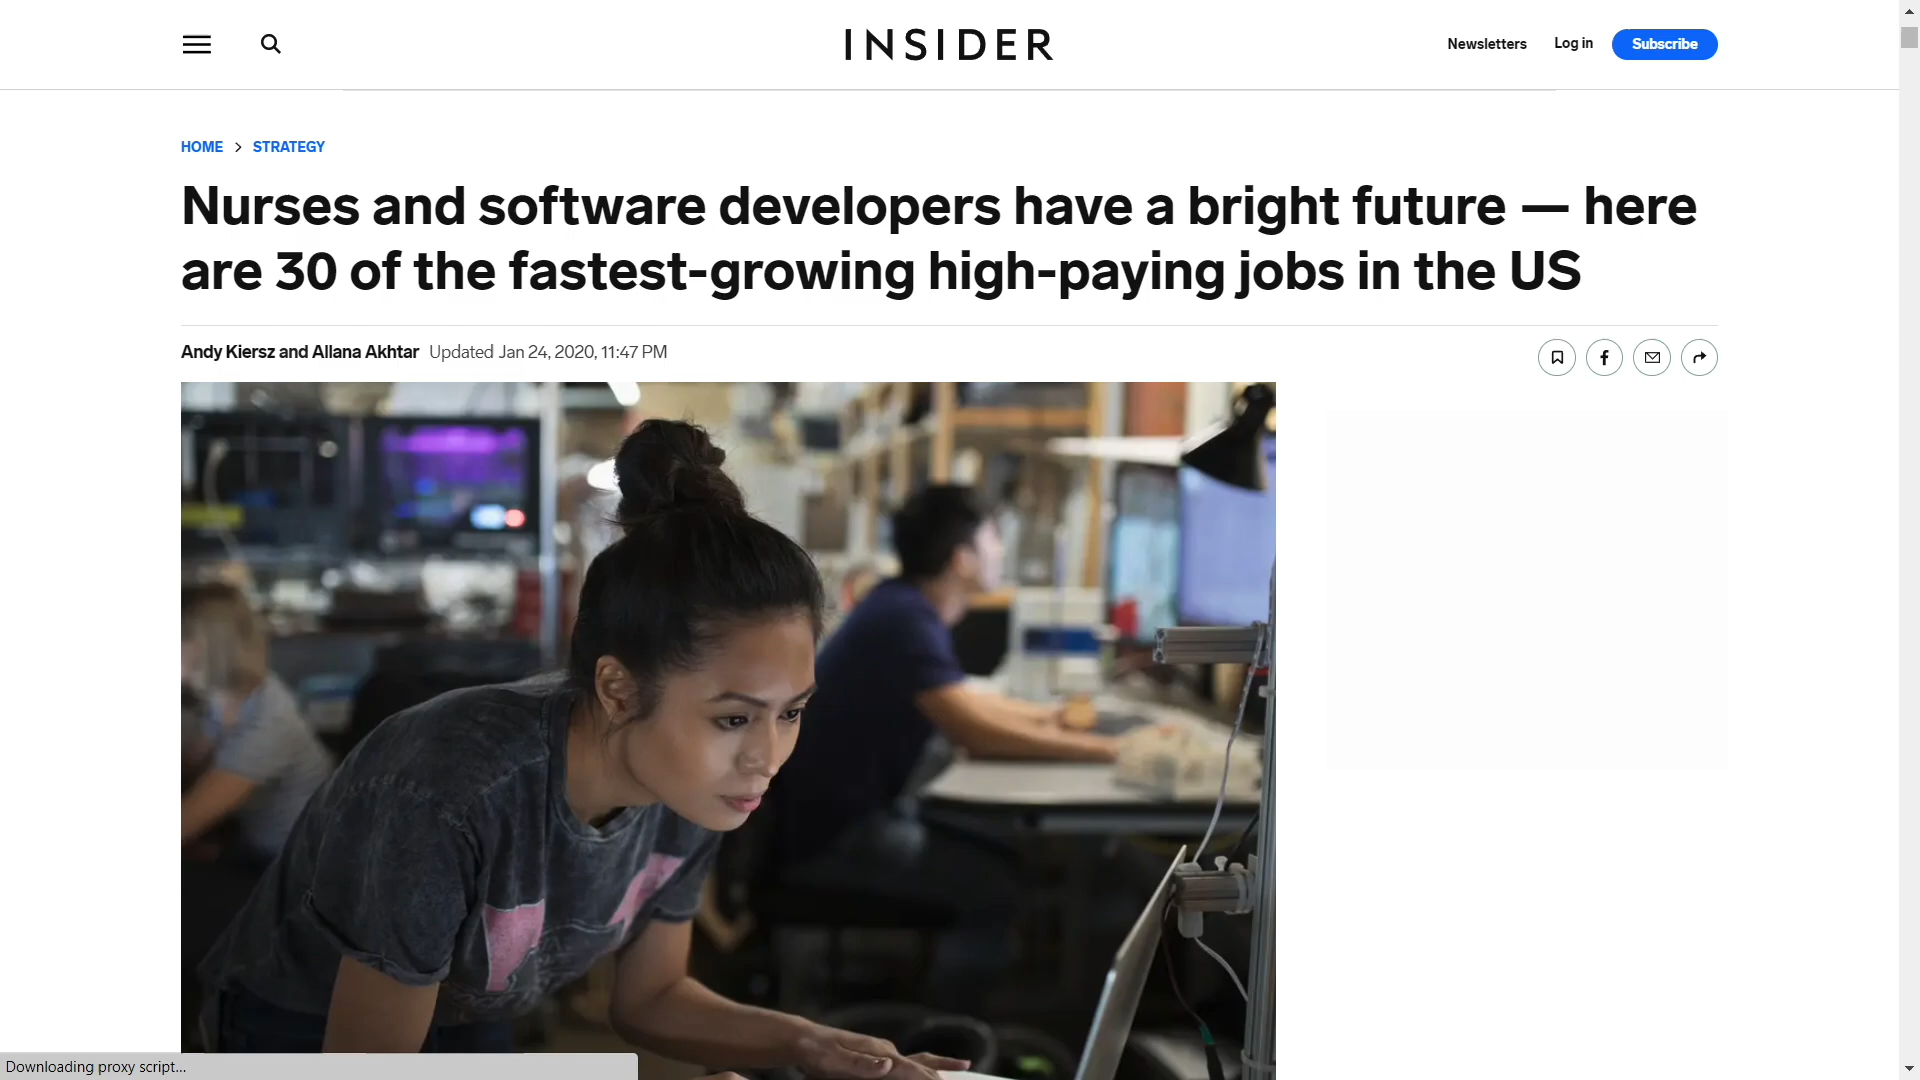 INSIDER
Newsletters
Log in
Subscribe
HOME > STRATEGY
Nurses and software developers have a bright future — here
are 30 of the fastest-growing high-paying jobs in the US
Andy Kiersz and Allana Akhtar Updated Jan 24, 2020, 11:47 PM
Downloading proxy script...